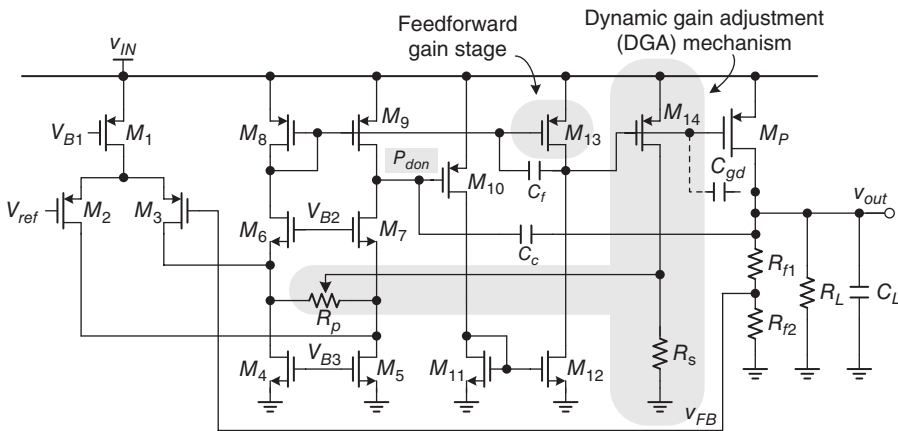 Dynamic gain adjustment
(DGA) mechanism
Feedforward
gain stage
v_IN
V_B1
M_1
M_8
M_9
M_13
M_14
M_P
P_don
M_10
C_f
C_gd
V_ref
M_2
M_3
M_6
V_B2
M_7
C_c
v_out
R_f1
R_L
C_L
R_p
R_f2
M_4
V_B3
M_5
M_11
M_12
R_s
v_FB